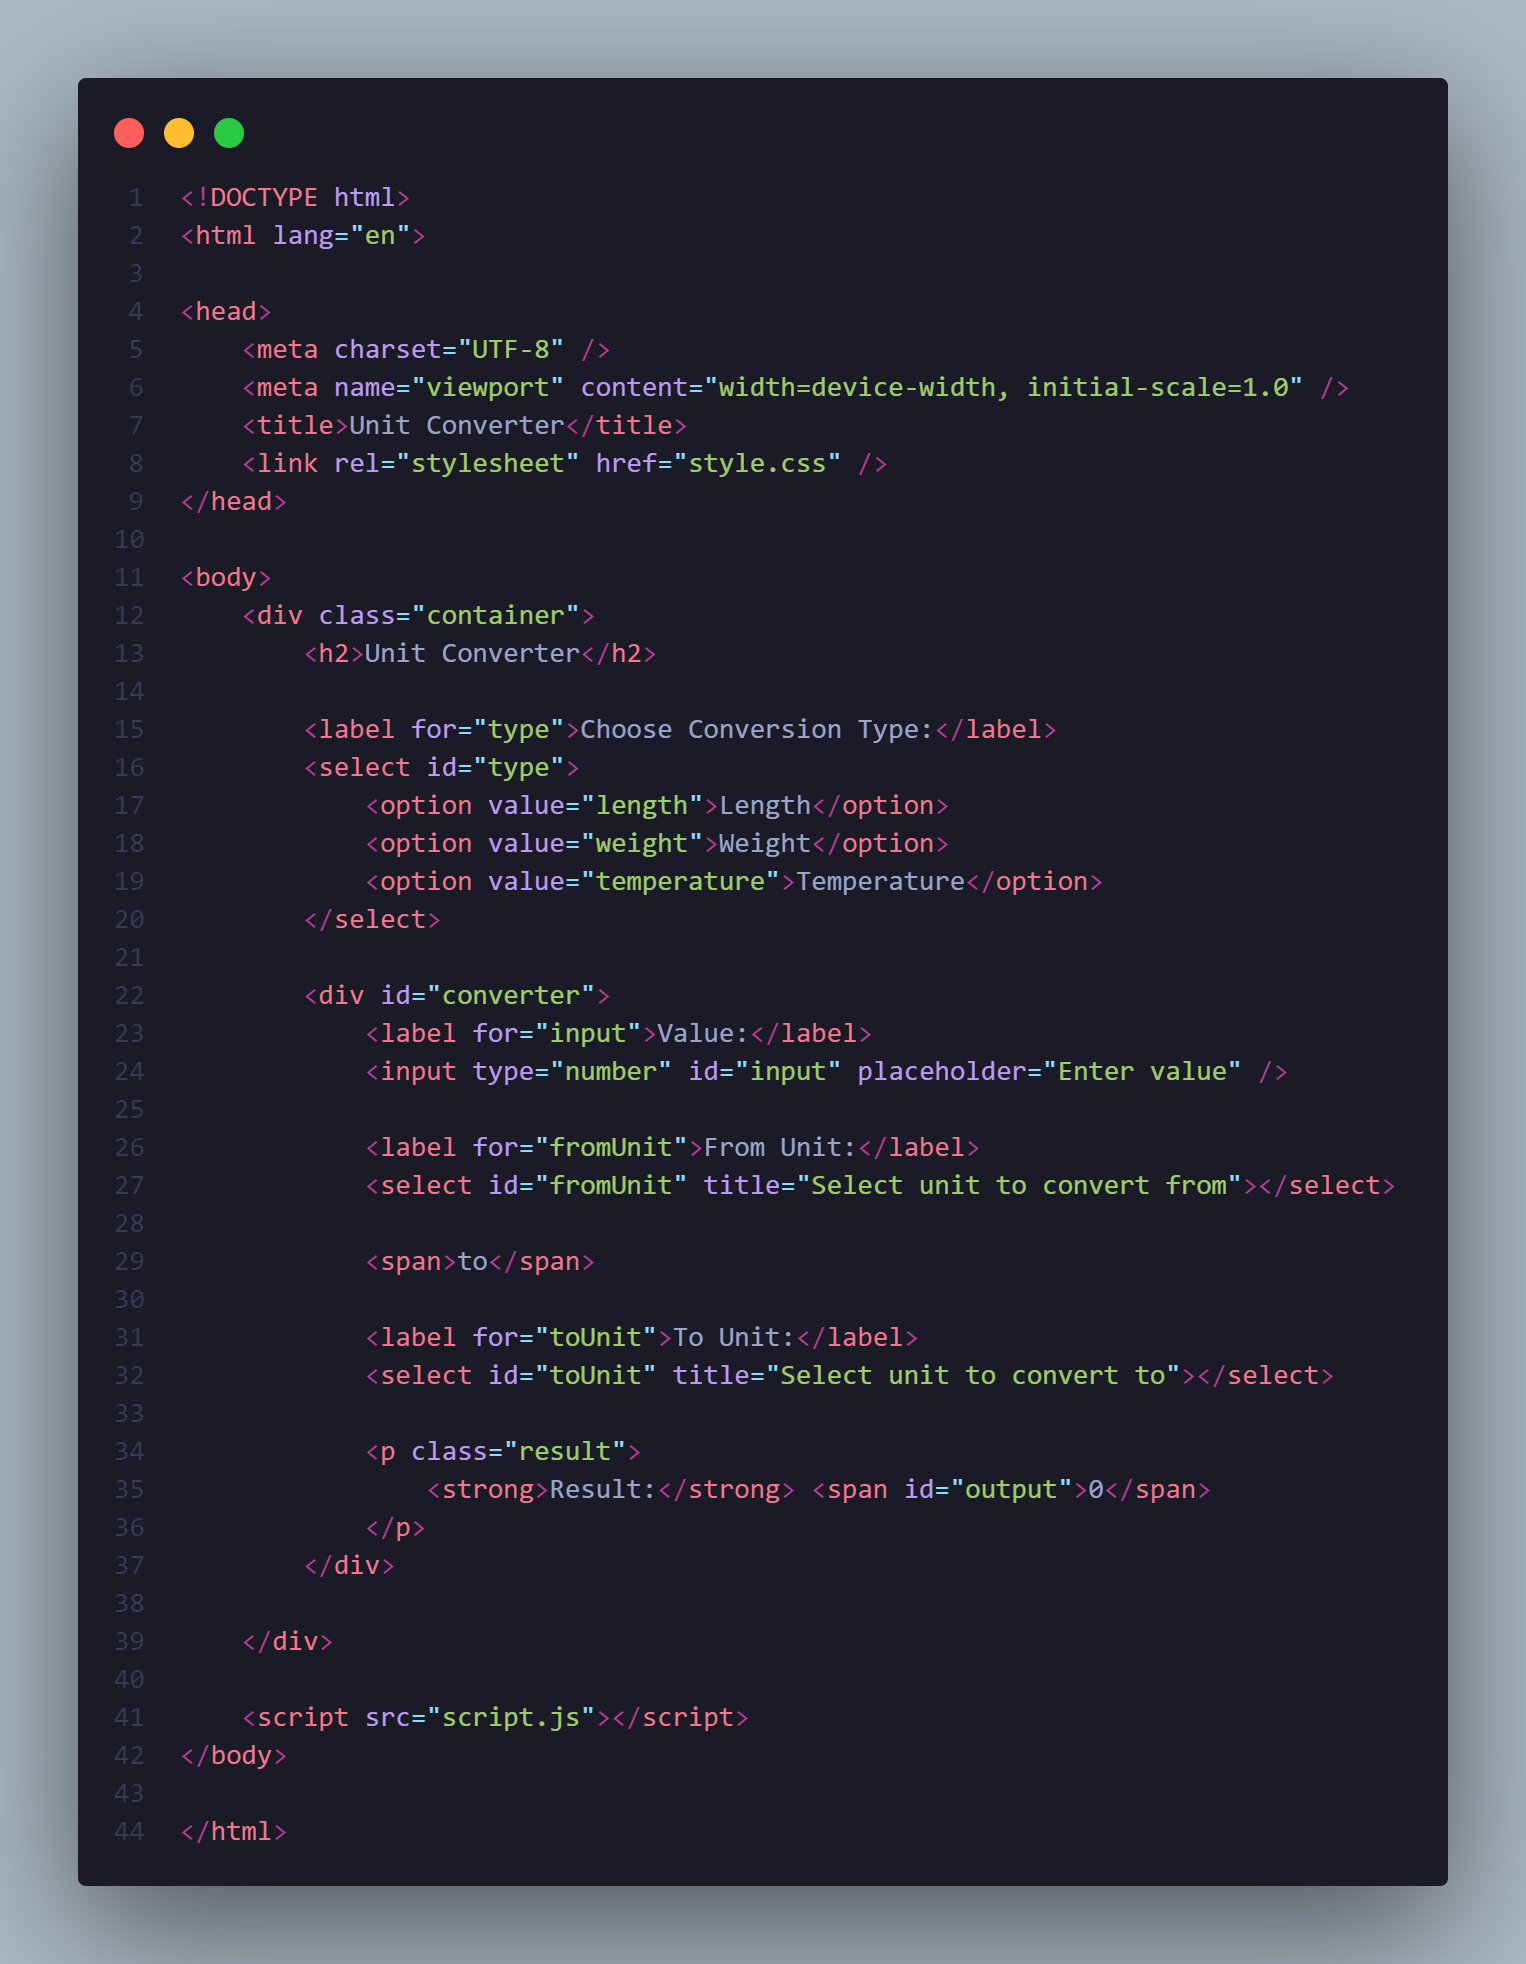 1 <!DOCTYPE html>
2 <html lang="en">
3
4 <head>
5     <meta charset="UTF-8" />
6     <meta name="viewport" content="width=device-width, initial-scale=1.0" />
7     <title>Unit Converter</title>
8     <link rel="stylesheet" href="style.css" />
9 </head>
10
11 <body>
12     <div class="container">
13         <h2>Unit Converter</h2>
14
15         <label for="type">Choose Conversion Type:</label>
16         <select id="type">
17             <option value="length">Length</option>
18             <option value="weight">Weight</option>
19             <option value="temperature">Temperature</option>
20         </select>
21
22         <div id="converter">
23             <label for="input">Value:</label>
24             <input type="number" id="input" placeholder="Enter value" />
25
26             <label for="fromUnit">From Unit:</label>
27             <select id="fromUnit" title="Select unit to convert from"></select>
28
29             <span>to</span>
30
31             <label for="toUnit">To Unit:</label>
32             <select id="toUnit" title="Select unit to convert to"></select>
33
34             <p class="result">
35                 <strong>Result:</strong> <span id="output">0</span>
36             </p>
37         </div>
38
39     </div>
40
41     <script src="script.js"></script>
42 </body>
43
44 </html>